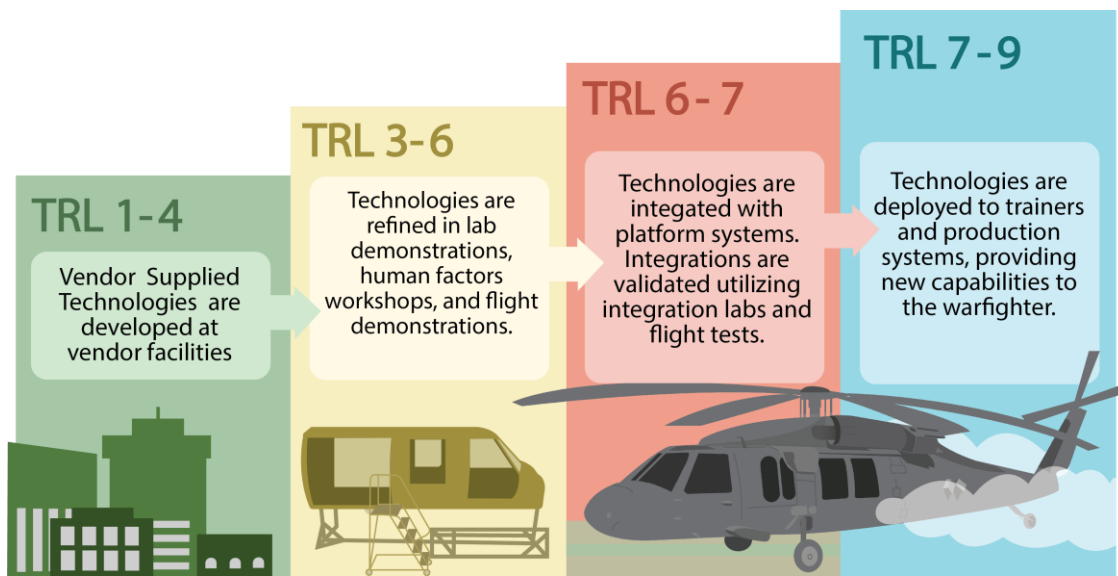 TRL 1-4
Vendor Supplied
Technologies are
developed at
vendor facilities
TRL 3-6
Technologies are
refined in lab
demonstrations,
human factors
workshops, and flight
demonstrations.
TRL 6-7
Technologies are
integated with
platform systems.
Integrations are
validated utilizing
integration labs and
flight tests.
TRL 7-9
Technologies are
deployed to trainers
and production
systems, providing
new capabilities to
the warfighter.